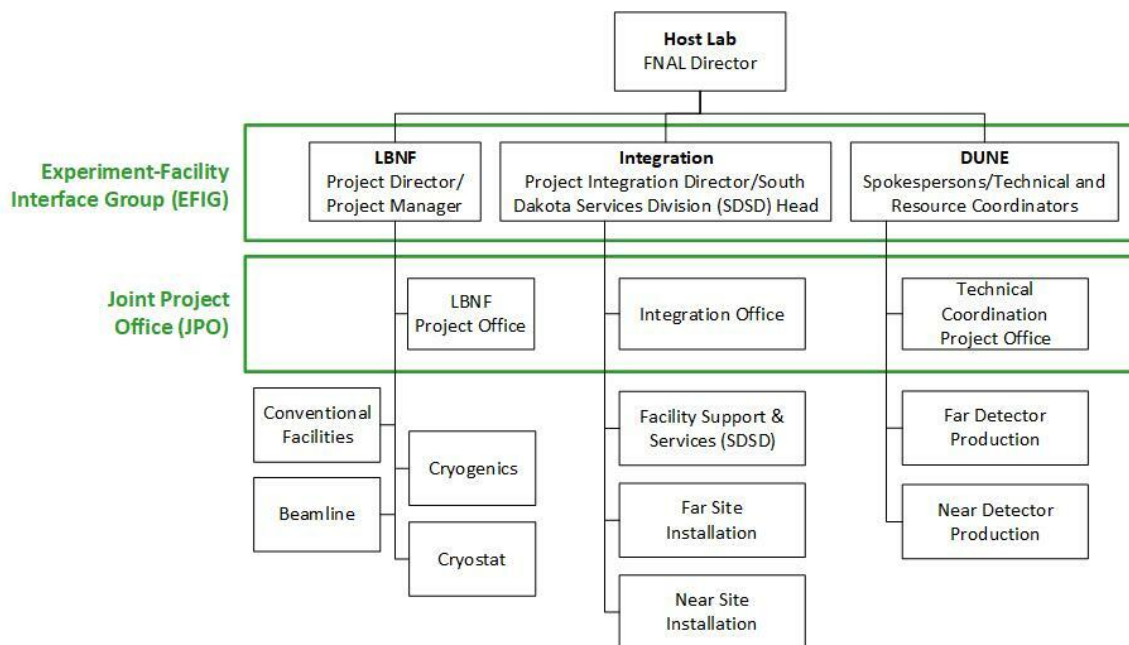 Host Lab
FNAL Director
Experiment-Facility
Interface Group (EFIG)
LBNF
Project Director/
Project Manager
Integration
Project Integration Director/South
Dakota Services Division (SDSD) Head
DUNE
Spokespersons/Technical and
Resource Coordinators
Joint Project
Office (JPO)
LBNF
Project Office
Integration Office
Technical
Coordination
Project Office
Conventional
Facilities
Cryogenics
Beamline
Cryostat
Facility Support &
Services (SDSD)
Far Site
Installation
Near Site
Installation
Far Detector
Production
Near Detector
Production